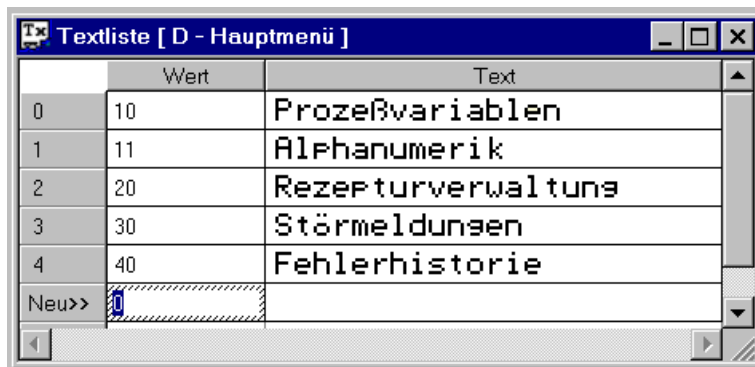 Textliste [ D - Hauptmenü ]
Wert Text
0 10 Prozeßvariablen
1 11 Alphanumerik
2 20 Rezepturverwaltung
3 30 Störmeldungen
4 40 Fehlerhistorie
Neu>> 0